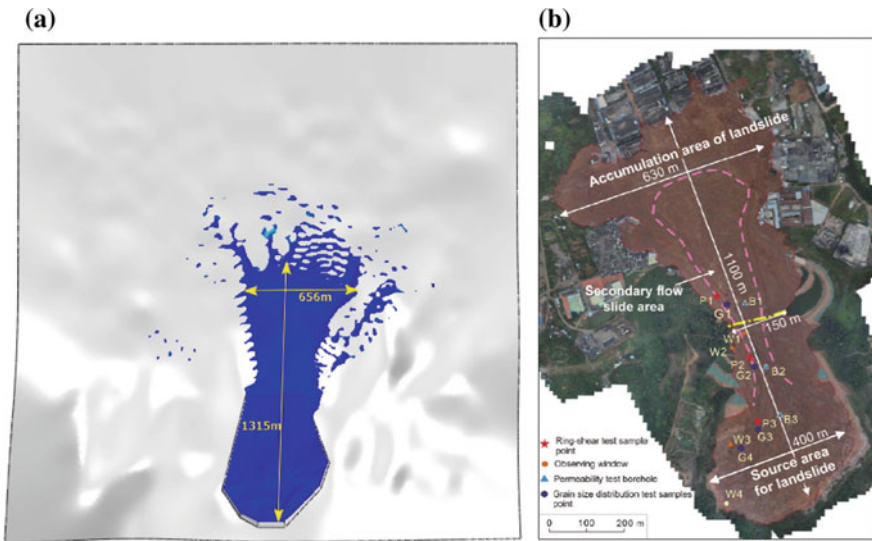 (a)
656m
1315m
(b)
Accumulation area of landslide
630 m
1100 m
Secondary flow
slide area
P1
G1
B1
150 m
W1
W2
P2
G2
B2
B3
P3
G3
W3
G4
400 m
Source area
for landslide
W4
Ring-shear test sample
point
Observing window
Permeability test borehole
Grain size distribution test samples
point
0 100 200 m